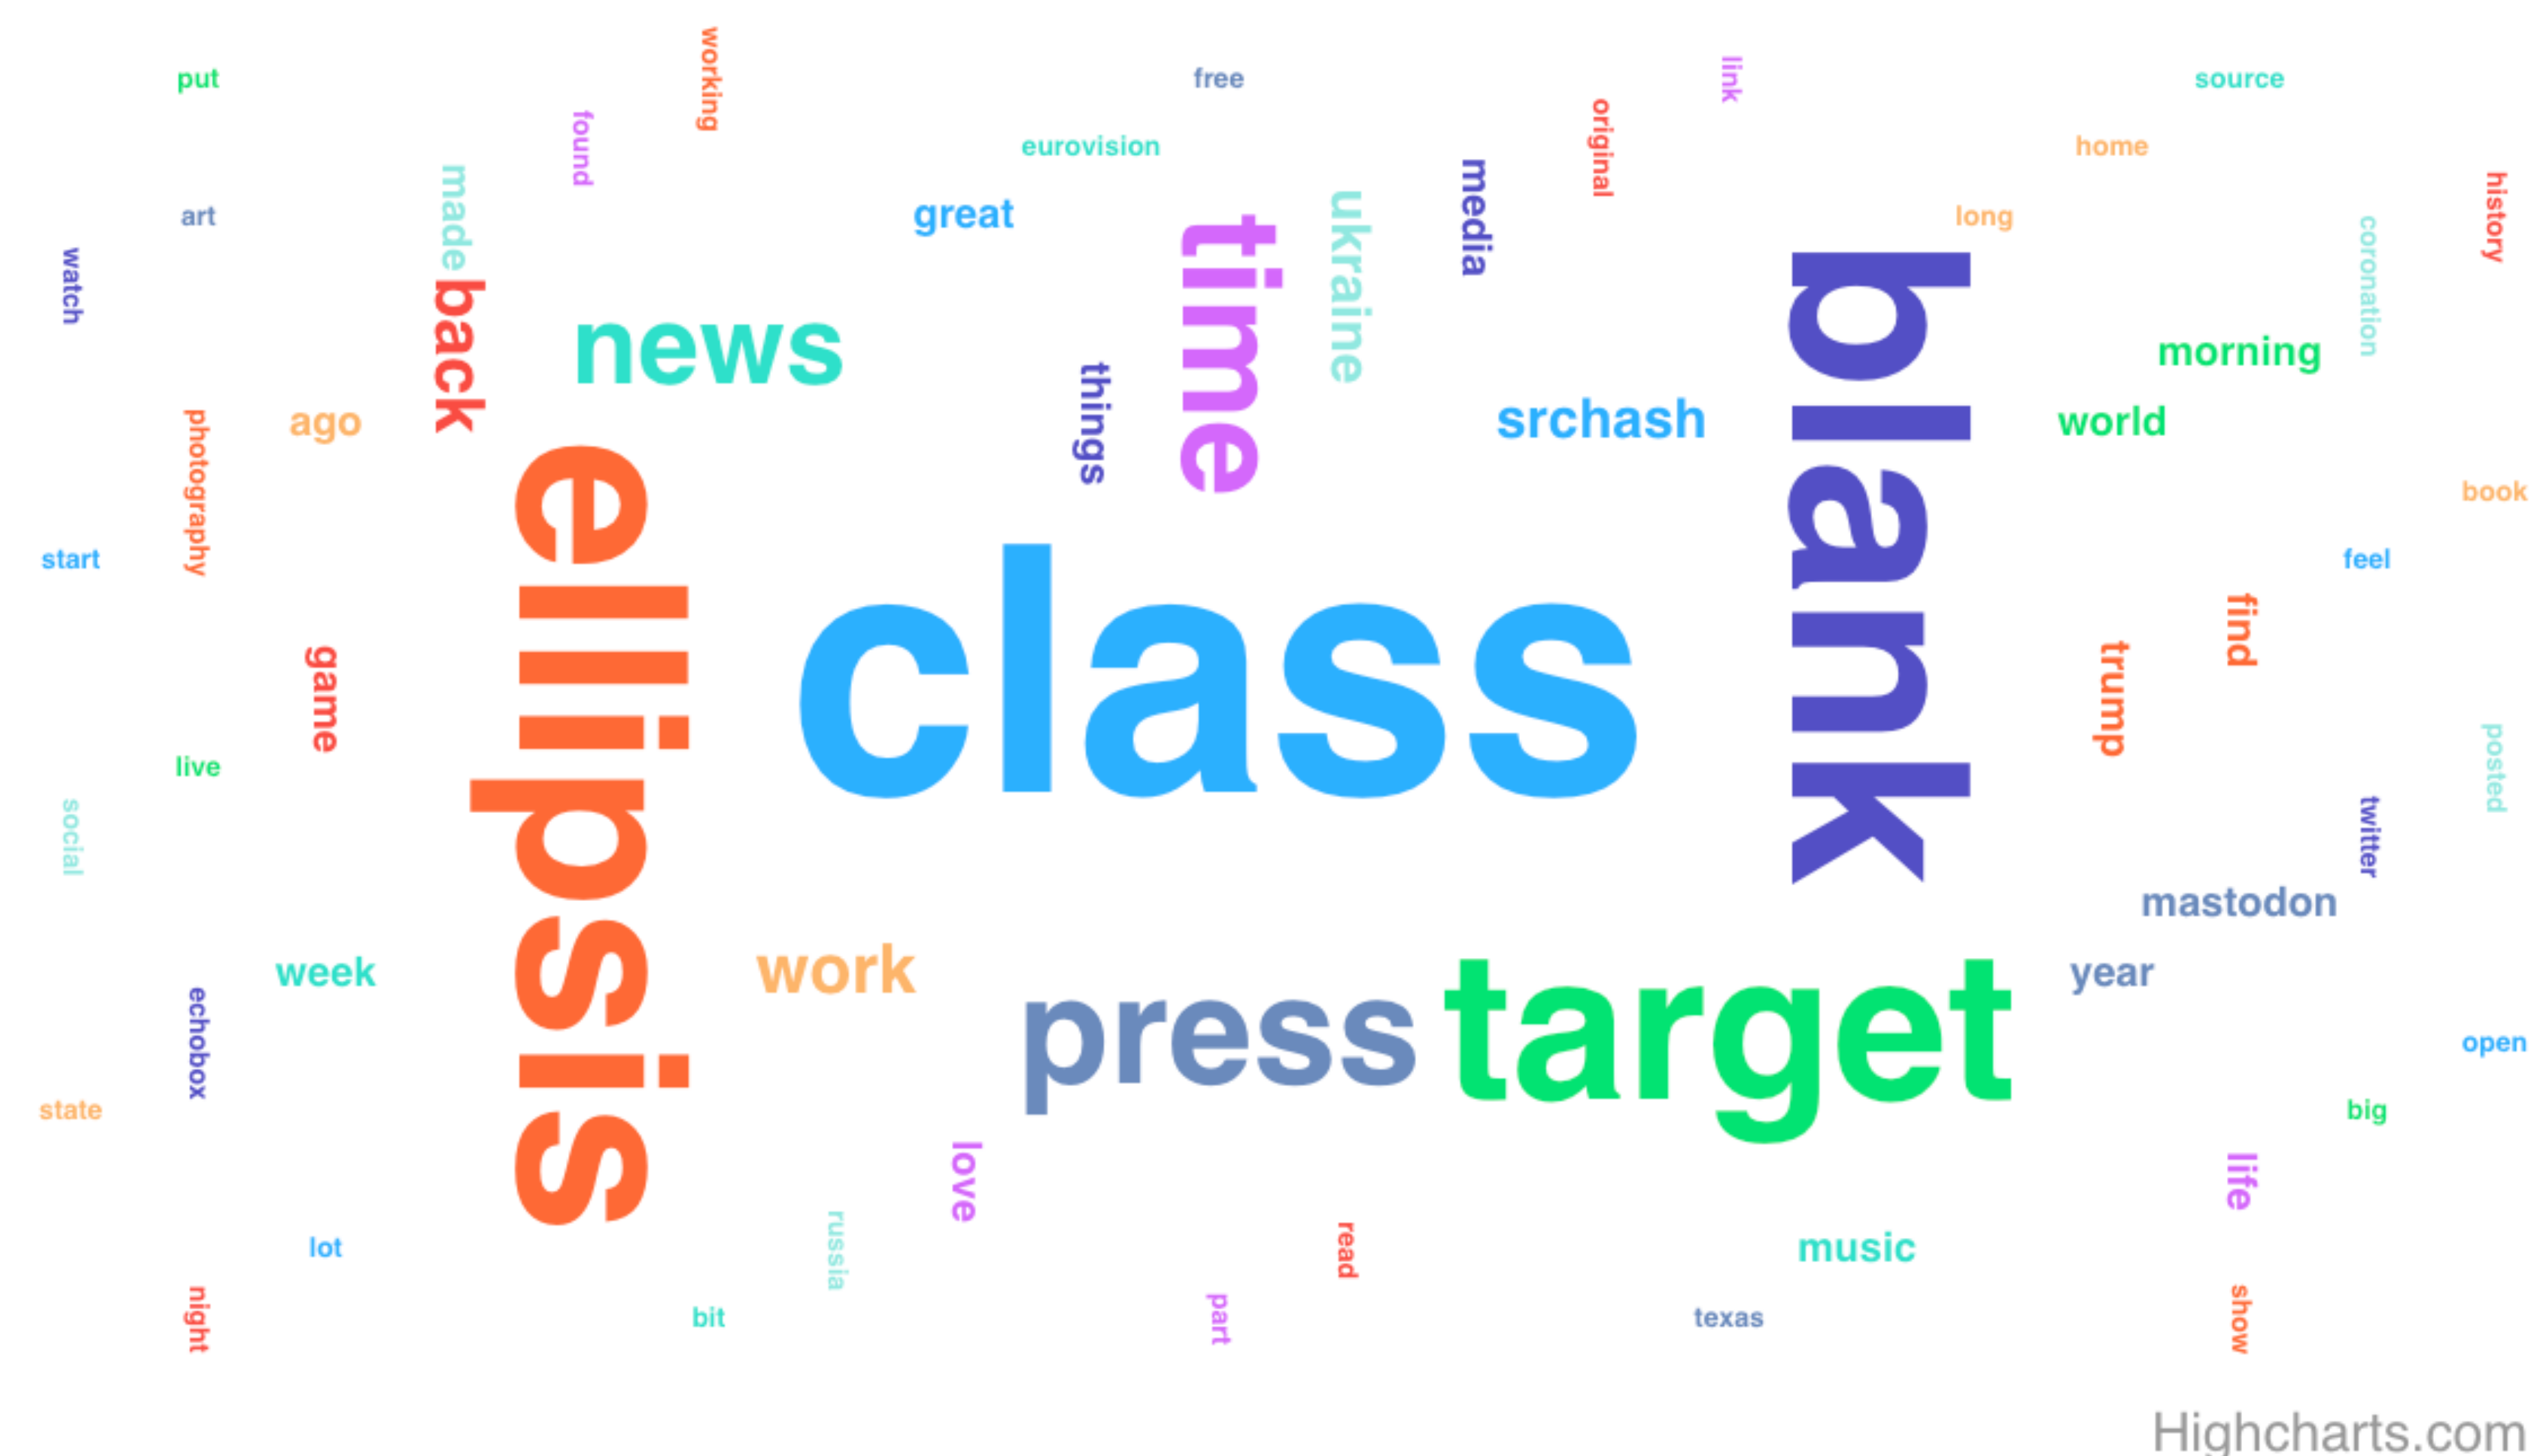 working
put
free
link
source
found
original
eurovision
home
made
media
history
art
great
time
ukraine
long
coronation
watch
back
news
blank
morning
things
ago
srchash
world
photography
book
ellipsis
start
class
feel
find
game
trump
live
posted
social
twitter
mastodon
week
work
year
echobox
press
target
open
state
big
love
life
russia
read
lot
music
night
bit
part
texas
show
Highcharts.com